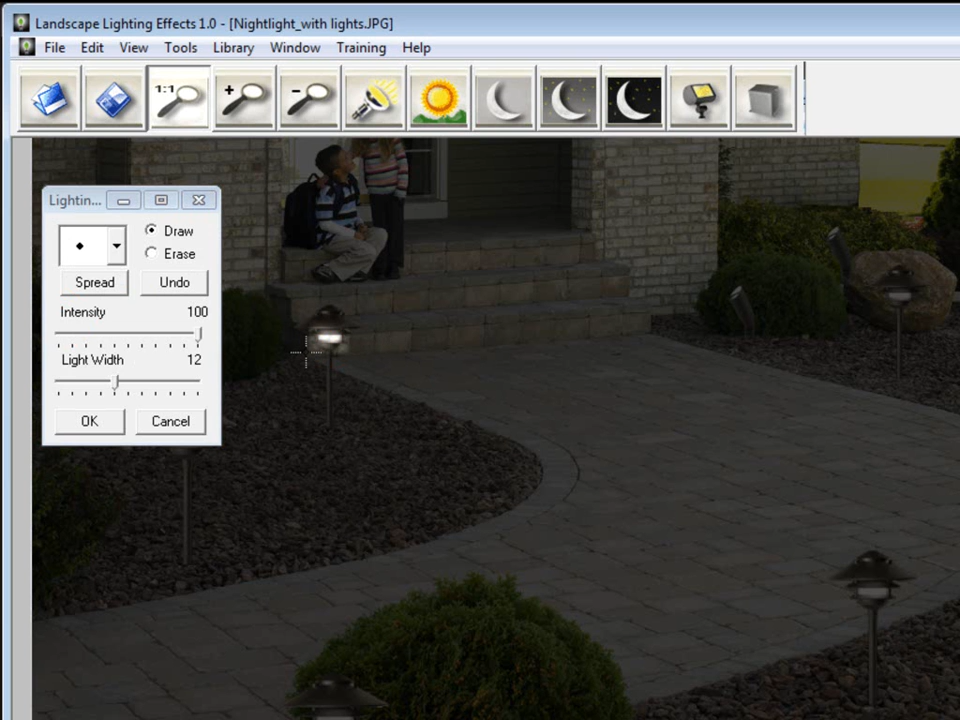 Landscape Lighting Effects 1.0 - [Nightlight_with lights.JPG]
File Edit View Tools Library Window Training Help
1:1 + -
Lightin...
Draw
Erase
Spread Undo
Intensity 100
Light Width 12
OK Cancel